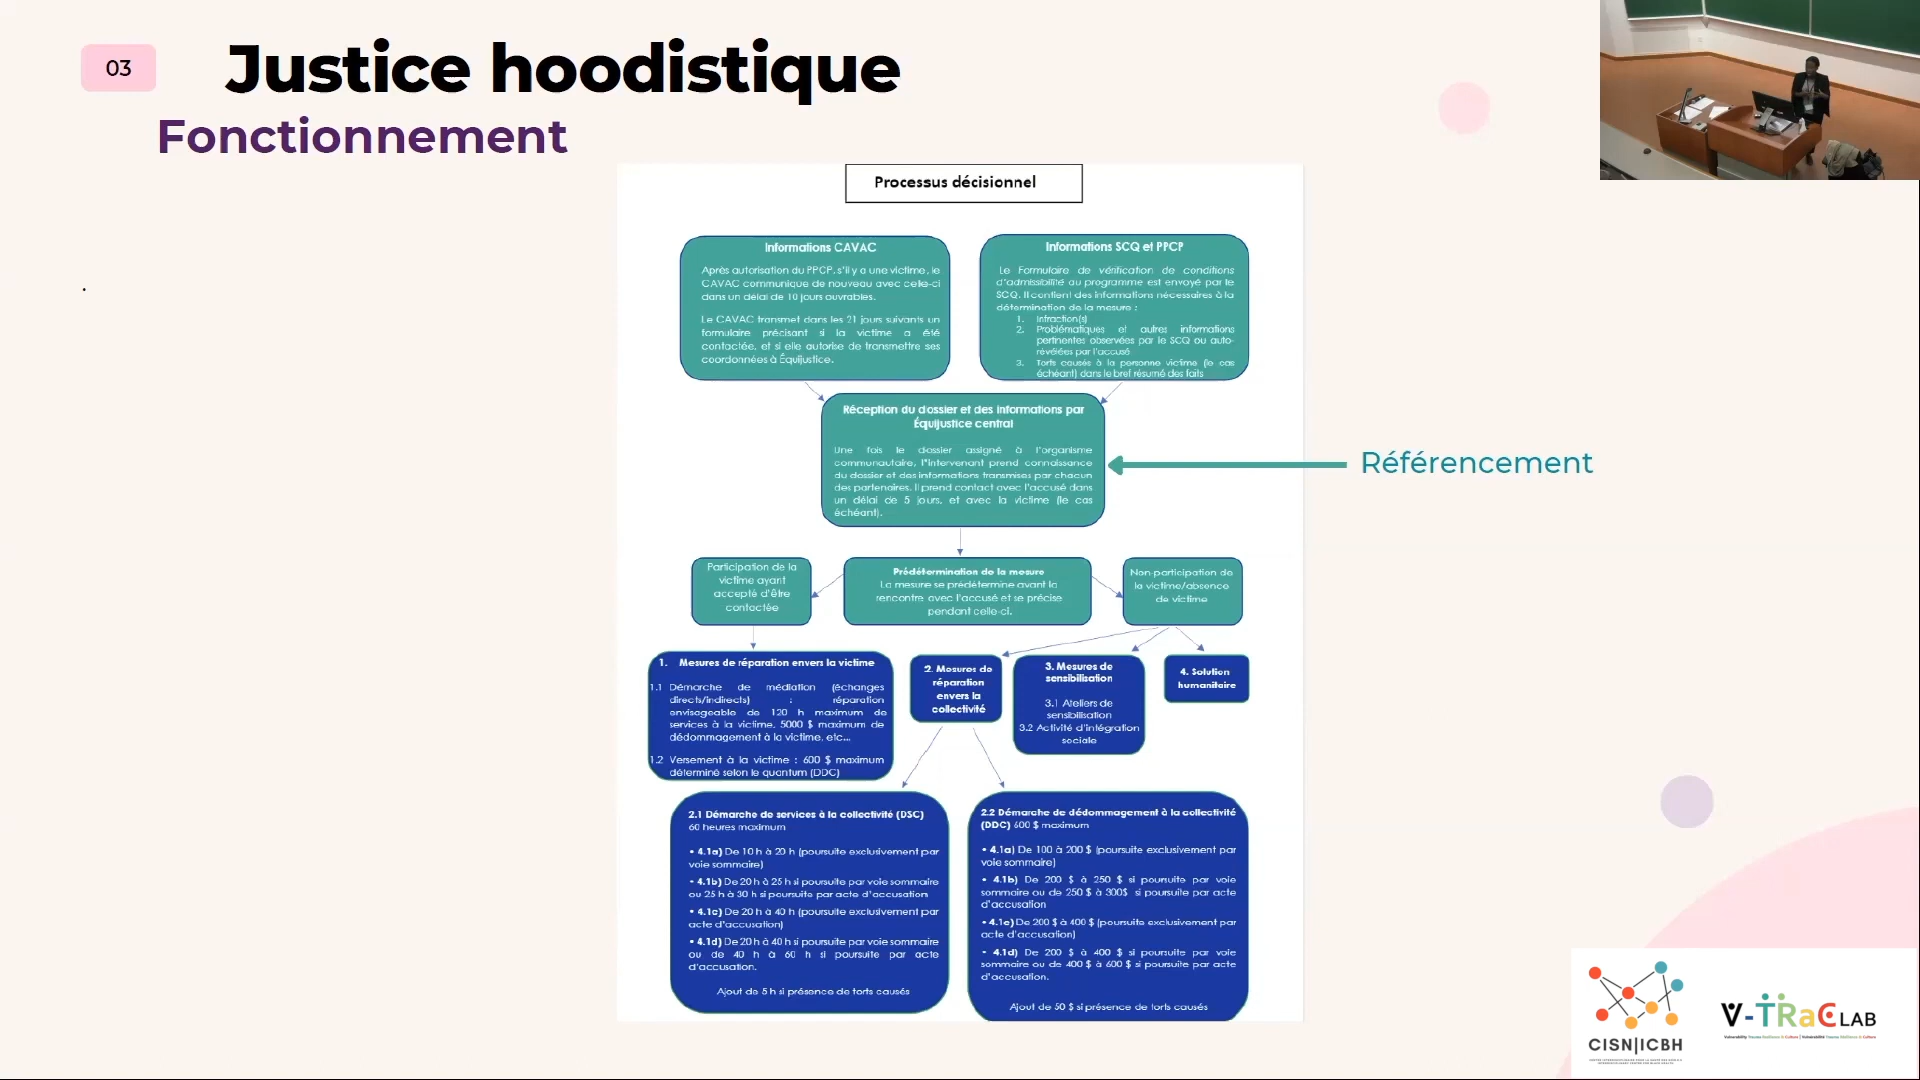 03
Justice hoodistique
Fonctionnement
Processus décisionnel
Informations CAVAC
Après autorisation du PPCP, s'il y a une victime, le
CAVAC communique de nouveau avec celle-ci
dans un délai de 10 jours ouvrables.
Le CAVAC transmet dans les 21 jours suivants un
formulaire précisant si la victime a été
contactée, et si elle autorise de transmettre ses
coordonnées à Équijustice.
Informations SCQ et PPCP
Le Formulaire de vérification de conditions
d'admissibilité au programme est envoyé par le
SCQ. Il contient des informations nécessaires à la
détermination de la mesure :
1. Infraction(s)
2. Problématiques et autres informations
pertinentes observées par le SCQ ou auto-
révélées par l'accusé
3. Torts causés à la personne victime (le cas
échéant) dans le bref résumé des faits
Réception du dossier et des informations par
Équijustice central
Une fois le dossier assigné à l'organisme
communautaire, l'intervenant prend connaissance
du dossier et des informations transmises par chacun
des partenaires. Il prend contact avec l'accusé dans
un délai de 5 jours, et avec la victime (le cas
échéant).
Référencement
Participation de la
victime ayant
accepté d'être
contactée
Prédétermination de la mesure
La mesure se prédétermine avant la
rencontre avec l'accusé et se précise
pendant celle-ci.
Non-participation de
la victime/absence
de victime
1. Mesures de réparation envers la victime
1.1 Démarche de médiation (échanges
directs/indirects) : réparation
envisageable de 120 h maximum de
services à la victime, 5000 $ maximum de
dédommagement à la victime, etc...
1.2 Versement à la victime : 600 $ maximum
déterminé selon le quantum (DDC)
2. Mesures de
réparation
envers la
collectivité
3. Mesures de
sensibilisation
3.1 Ateliers de
sensibilisation
3.2 Activité d'intégration
sociale
4. Solution
humanitaire
2.1 Démarche de services à la collectivité (DSC)
60 heures maximum
• 4.1a) De 10 h à 20 h (poursuite exclusivement par
voie sommaire)
• 4.1b) De 20 h à 25 h si poursuite par voie sommaire
ou 25 h à 30 h si poursuite par acte d'accusation
• 4.1c) De 20 h à 40 h (poursuite exclusivement par
acte d'accusation)
• 4.1d) De 20 h à 40 h si poursuite par voie sommaire
ou de 40 h à 60 h si poursuite par acte
d'accusation.
Ajout de 5 h si présence de torts causés
2.2 Démarche de dédommagement à la collectivité
(DDC) 600 $ maximum
• 4.1a) De 100 à 200 $ (poursuite exclusivement par
voie sommaire)
• 4.1b) De 200 $ à 250 $ si poursuite par voie
sommaire ou de 250 $ à 300$ si poursuite par acte
d'accusation
• 4.1c) De 200 $ à 400 $ (poursuite exclusivement par
acte d'accusation)
• 4.1d) De 200 $ à 400 $ si poursuite par voie
sommaire ou de 400 $ à 600 $ si poursuite par acte
d'accusation.
Ajout de 50 $ si présence de torts causés
CISN|ICBH
V-TRaC LAB